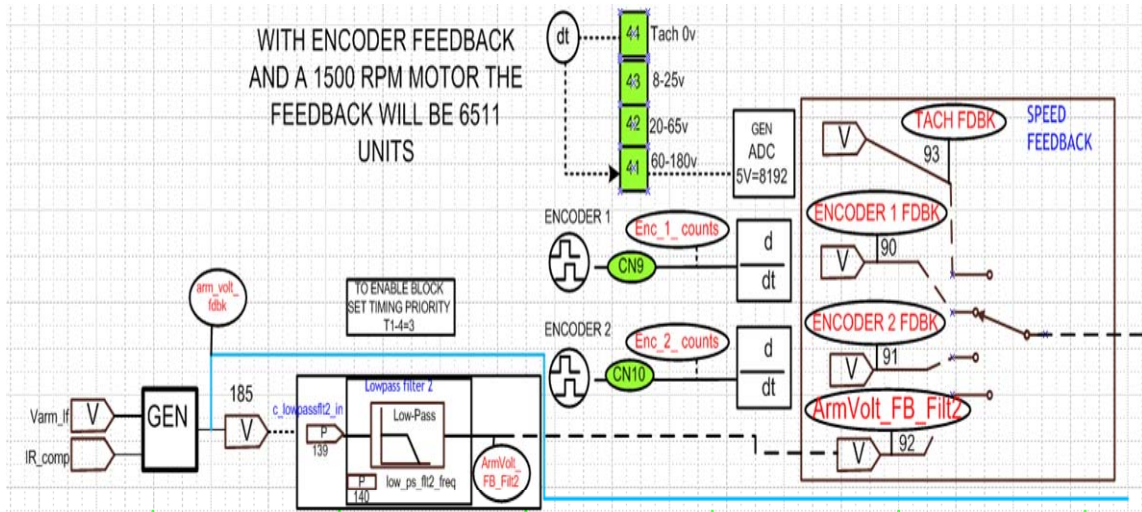 WITH ENCODER FEEDBACK
AND A 1500 RPM MOTOR THE
FEEDBACK WILL BE 6511
UNITS
dt
44 Tach 0v
43 8-25v
42 20-65v
41 60-180v
GEN
ADC
5V=8192
TACH FDBK
SPEED
FEEDBACK
V
93
ENCODER 1
Enc_1_ counts
CN9
d
dt
ENCODER 1 FDBK
90
V
ENCODER 2
Enc_2_ counts
CN10
d
dt
ENCODER 2 FDBK
91
V
ArmVolt_FB_Filt2
92
V
arm_volt_
fdbk
TO ENABLE BLOCK
SET TIMING PRIORITY
T1-4=3
Varm_lf
V
IR_comp
GEN
185
V
c_lowpassflt2_in
Lowpass filter 2
Low-Pass
P
139
P
140
low_ps_flt2_freq
ArmVolt_
FB_Filt2